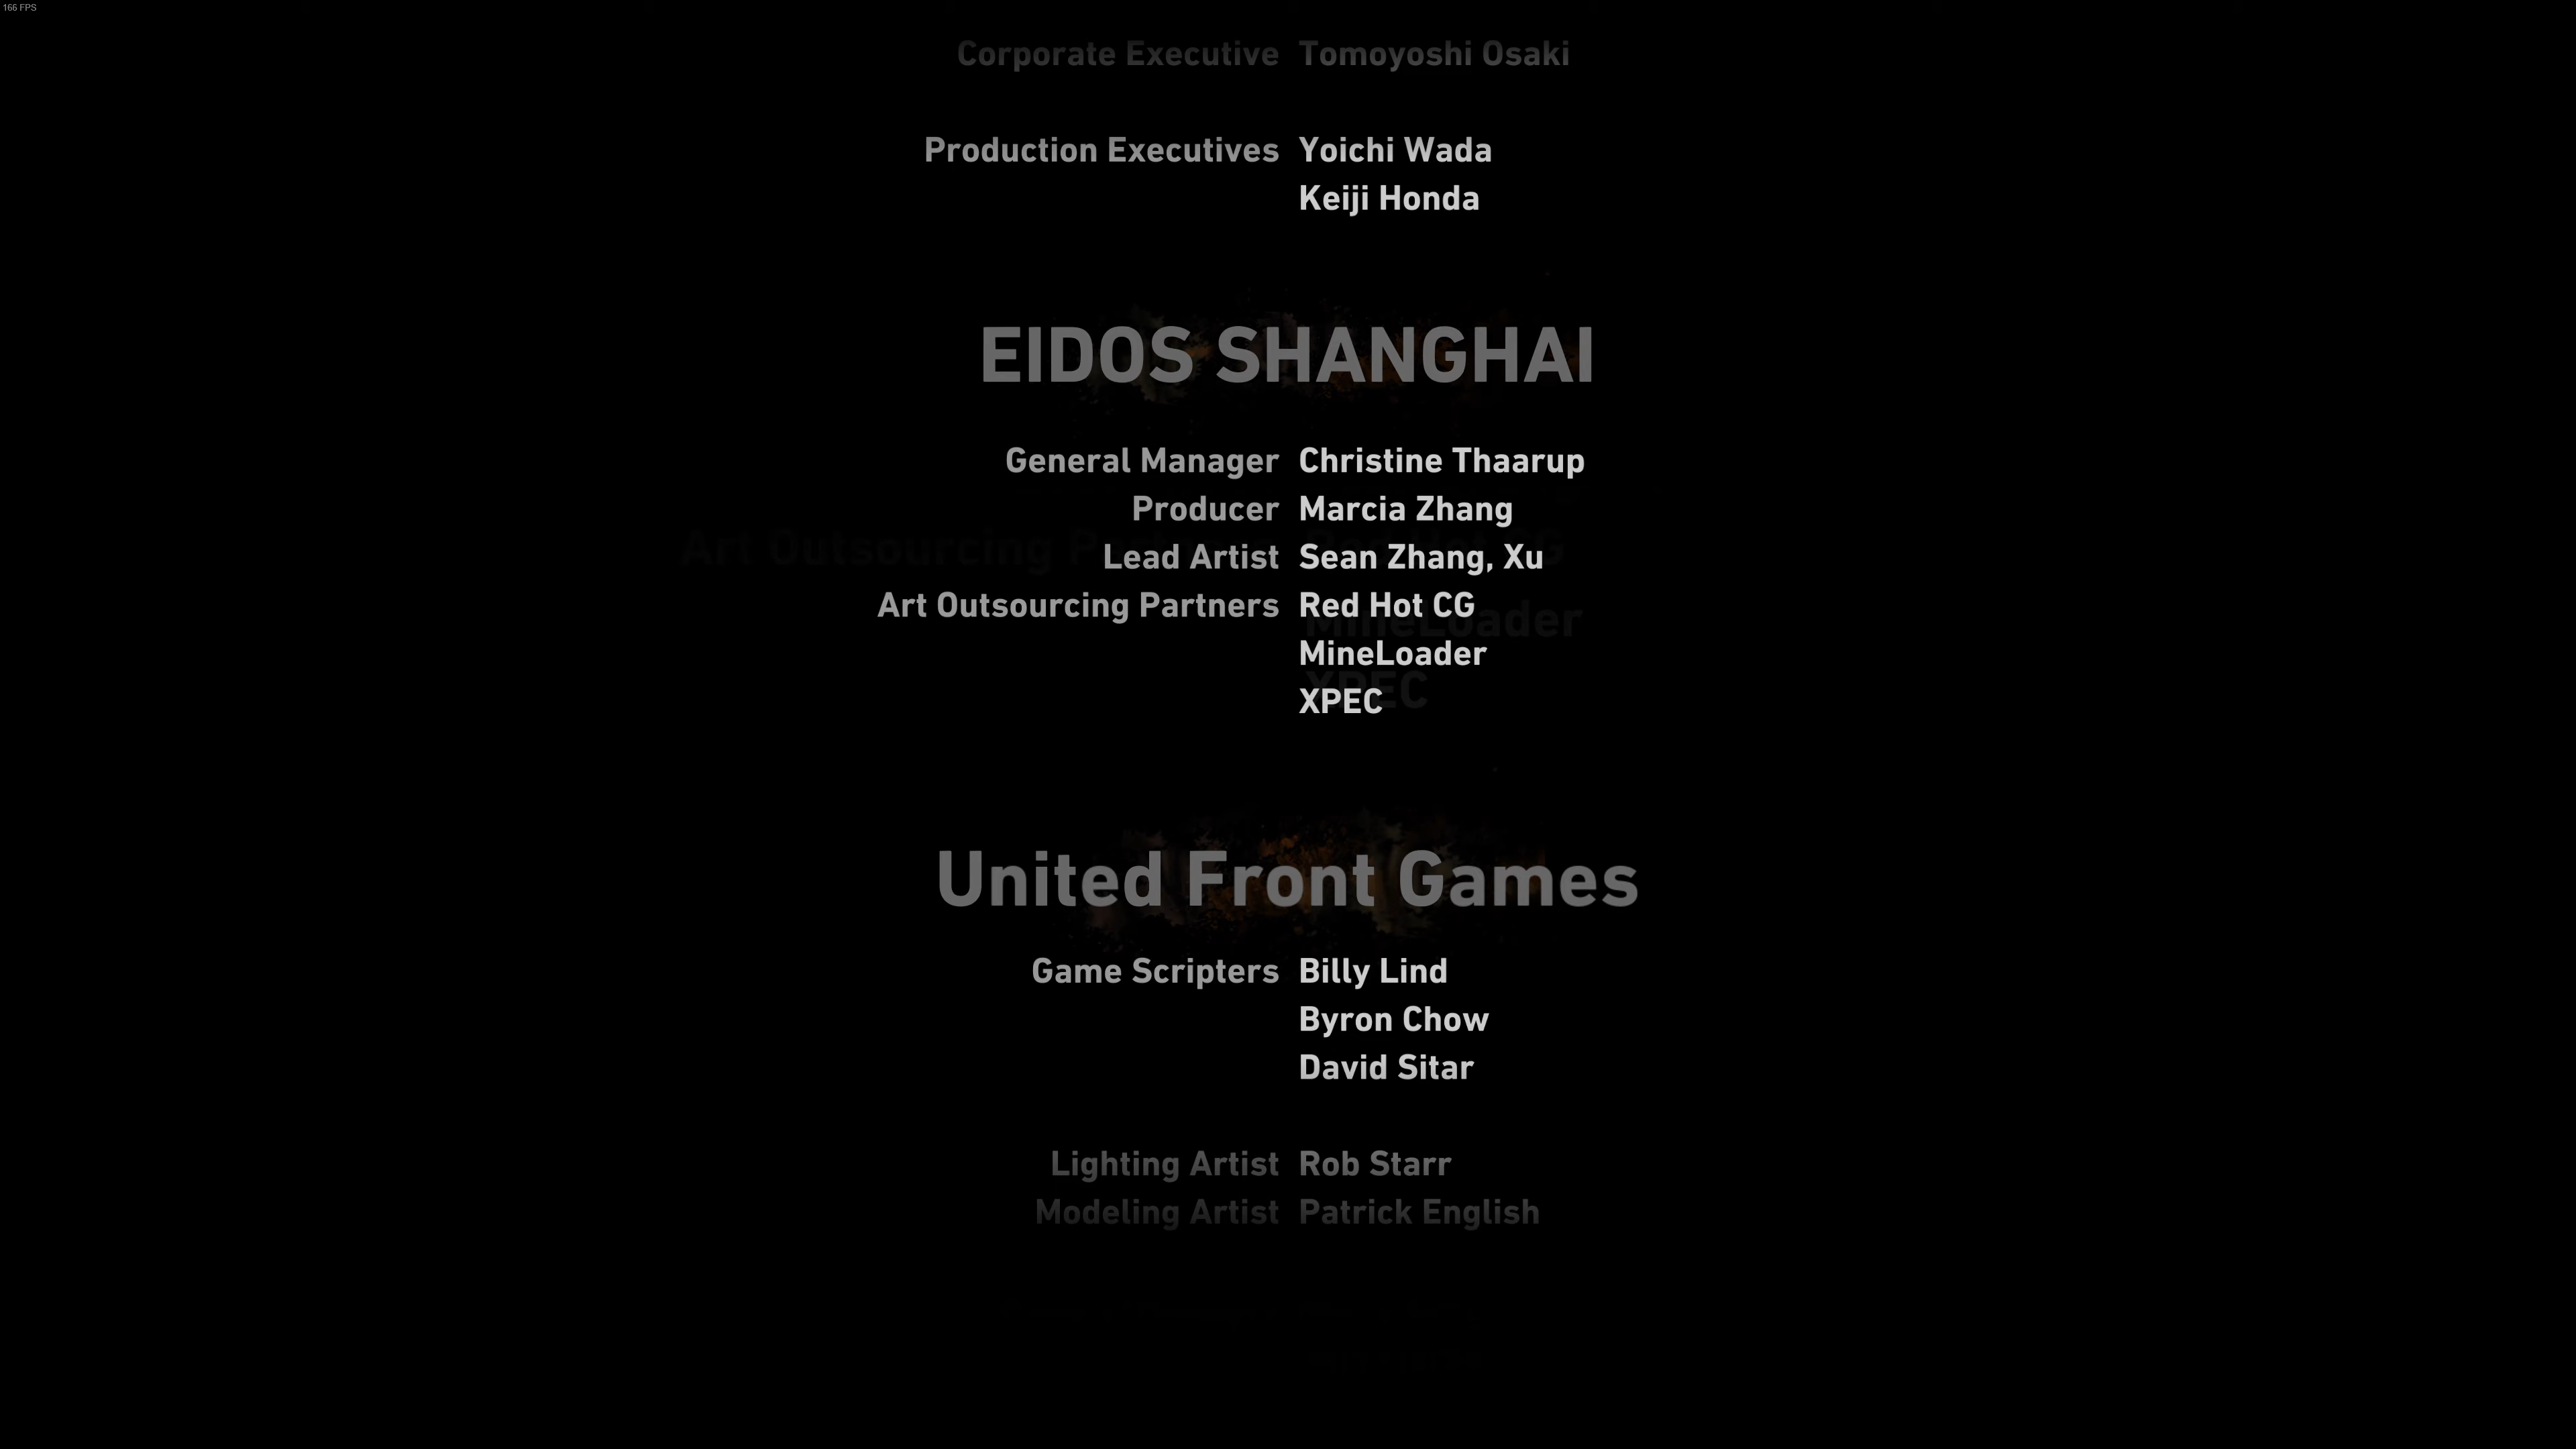 166 FPS
Corporate Executive Tomoyoshi Osaki
Production Executives Yoichi Wada
Keiji Honda
EIDOS SHANGHAI
General Manager Christine Thaarup
Producer Marcia Zhang
Lead Artist Sean Zhang, Xu
Art Outsourcing Partners Red Hot CG
MineLoader
XPEC
United Front Games
Game Scripters Billy Lind
Byron Chow
David Sitar
Lighting Artist Rob Starr
Modeling Artist Patrick English